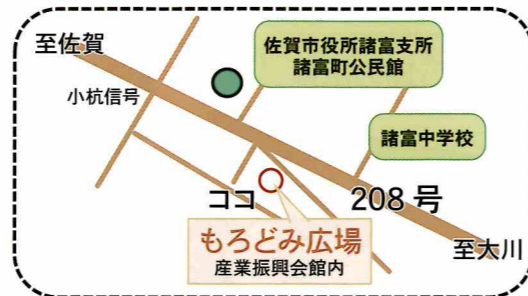 至佐賀
佐賀市役所諸富支所
諸富町公民館
小杭信号
諸富中学校
ココ
208号
もろどみ広場
産業振興会館内
至大川